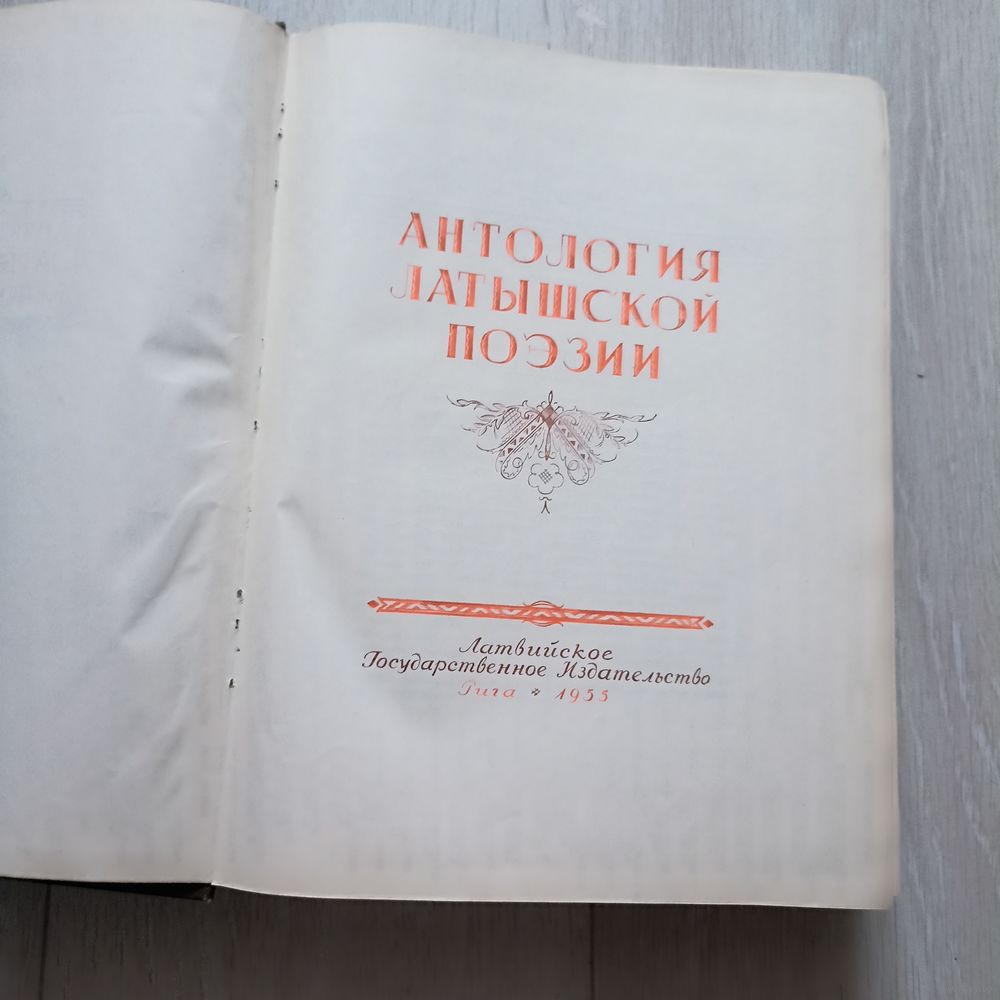 АНТОЛОГИЯ
ЛАТЫШСКОЙ
ПОЭЗИИ
Латвийское
Государственное Издательство
Рига * 1955